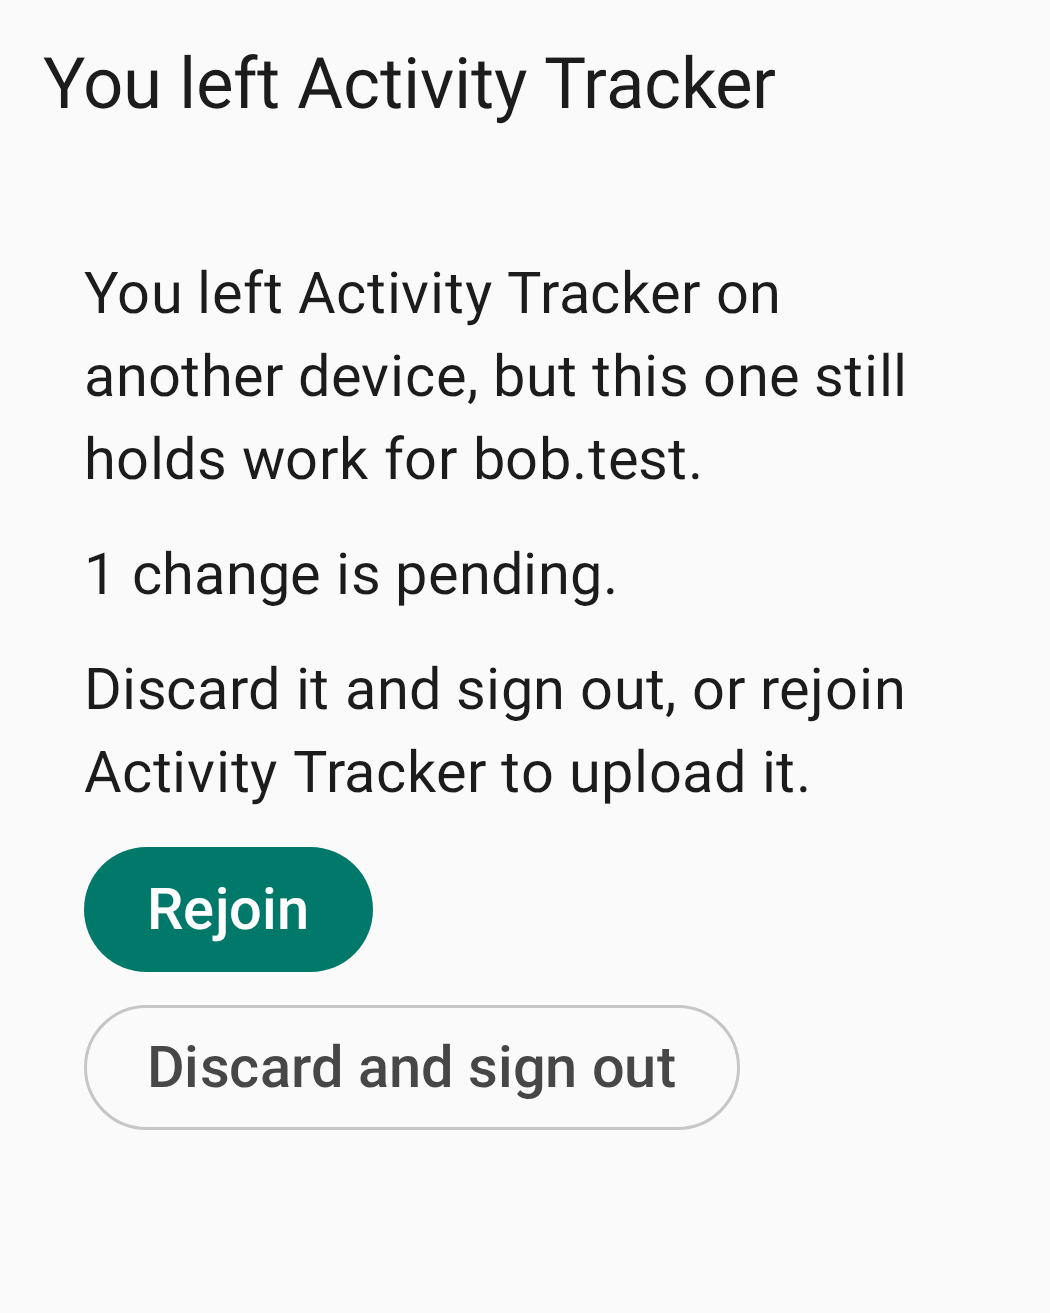 You left Activity Tracker
You left Activity Tracker on
another device, but this one still
holds work for bob.test.
1 change is pending.
Discard it and sign out, or rejoin
Activity Tracker to upload it.
Rejoin
Discard and sign out